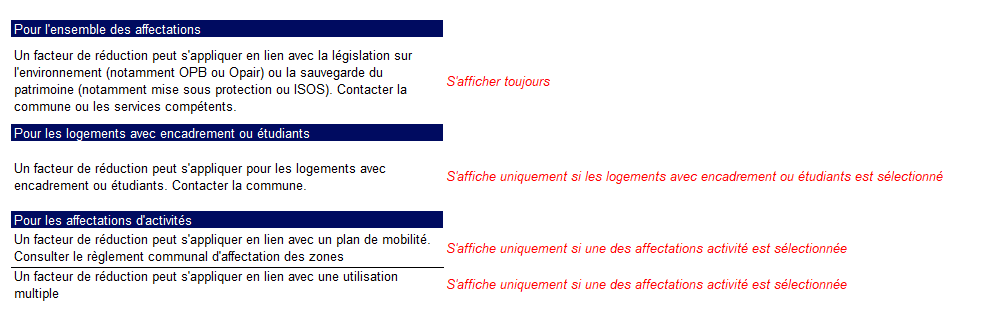 Pour l'ensemble des affectations
Un facteur de réduction peut s'appliquer en lien avec la législation sur
l'environnement (notamment OPB ou Opair) ou la sauvegarde du
patrimoine (notamment mise sous protection ou ISOS). Contacter la
commune ou les services compétents.
S'afficher toujours
Pour les logements avec encadrement ou étudiants
Un facteur de réduction peut s'appliquer pour les logements avec
encadrement ou étudiants. Contacter la commune.
S'affiche uniquement si les logements avec encadrement ou étudiants est sélectionné
Pour les affectations d'activités
Un facteur de réduction peut s'appliquer en lien avec un plan de mobilité.
Consulter le règlement communal d'affectation des zones
S'affiche uniquement si une des affectations activité est sélectionnée
Un facteur de réduction peut s'appliquer en lien avec une utilisation
multiple
S'affiche uniquement si une des affectations activité est sélectionnée